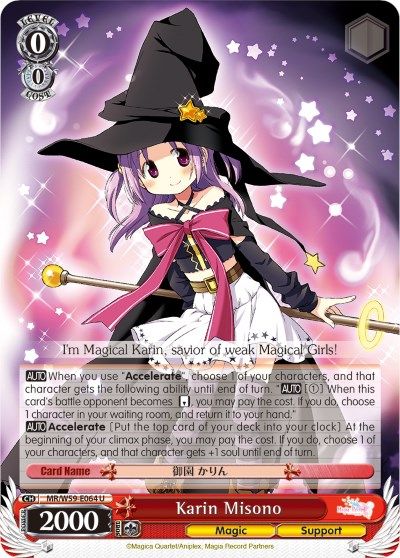 LEVEL
0
0
COST
I'm Magical Karin, savior of weak Magical Girls!
AUTO When you use "Accelerate", choose 1 of your characters, and that
character gets the following ability until end of turn. "AUTO [(1)] When this
card's battle opponent becomes, you may pay the cost. If you do, choose
1 character in your waiting room, and return it to your hand."
AUTO Accelerate [Put the top card of your deck into your clock] At the
beginning of your climax phase, you may pay the cost. If you do, choose 1
of your characters, and that character gets +1 soul until end of turn.
Card Name 御園 かりん
CH MR/W59-E064 U
POWER 2000 SOUL
Karin Misono
Magic Support
©Magica Quartet/Aniplex, Magia Record Partners